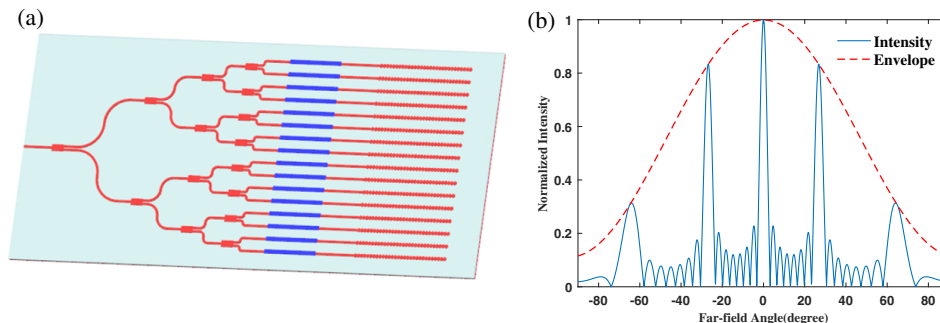 (a)
(b)
1
0.8
0.6
0.4
0.2
0
Normalized Intensity
Intensity
Envelope
-80 -60 -40 -20 0 20 40 60 80
Far-field Angle(degree)